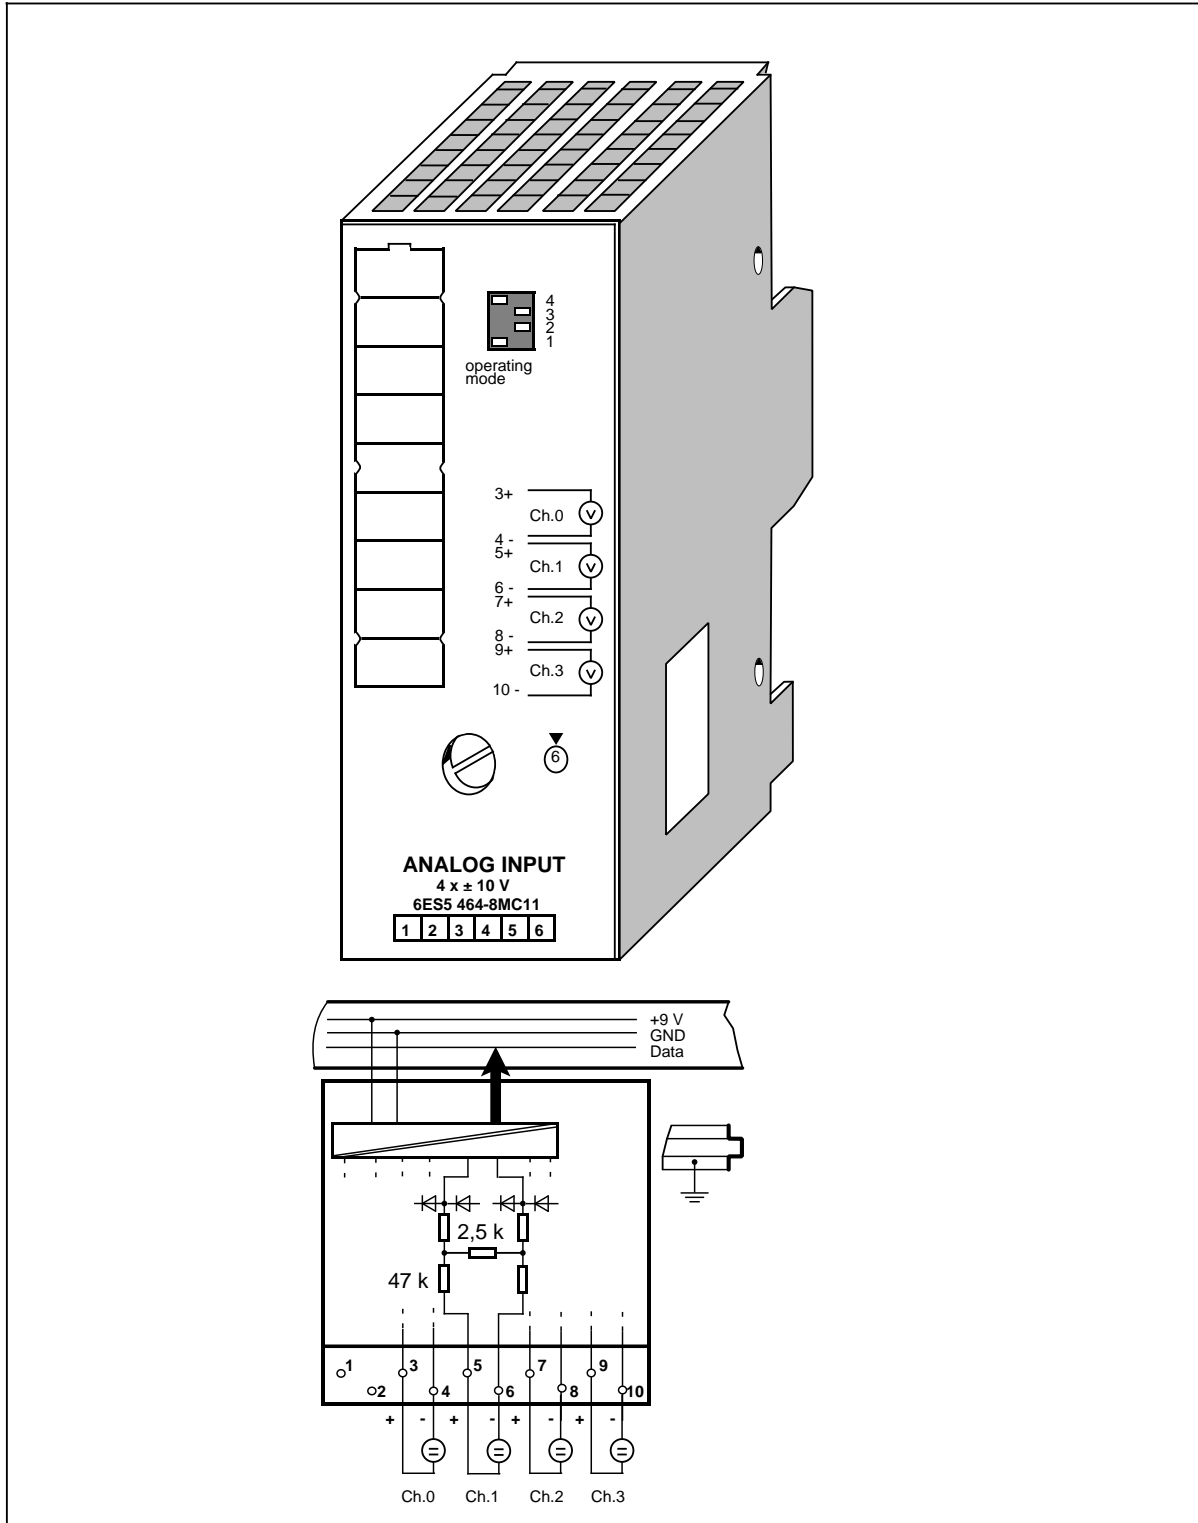 4
3
2
1
operating
mode
3+
Ch.0
4 -
5+
Ch.1
6 -
7+
Ch.2
8 -
9+
Ch.3
10 -
V
V
V
V
6
ANALOG INPUT
4 x ± 10 V
6ES5 464-8MC11
1 2 3 4 5 6
+9 V
GND
Data
2,5 k
47 k
1 3 5 7 9
2 4 6 8 10
+ - + - + - + -
Ch.0 Ch.1 Ch.2 Ch.3